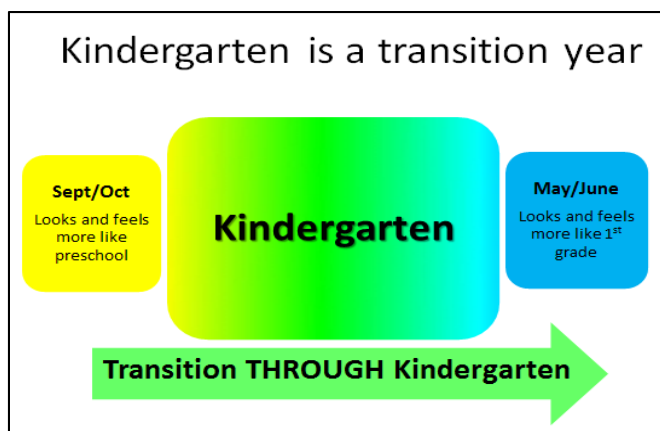 Kindergarten is a transition year
Sept/Oct
Looks and feels
more like
preschool
Kindergarten
May/June
Looks and feels
more like 1st
grade
Transition THROUGH Kindergarten